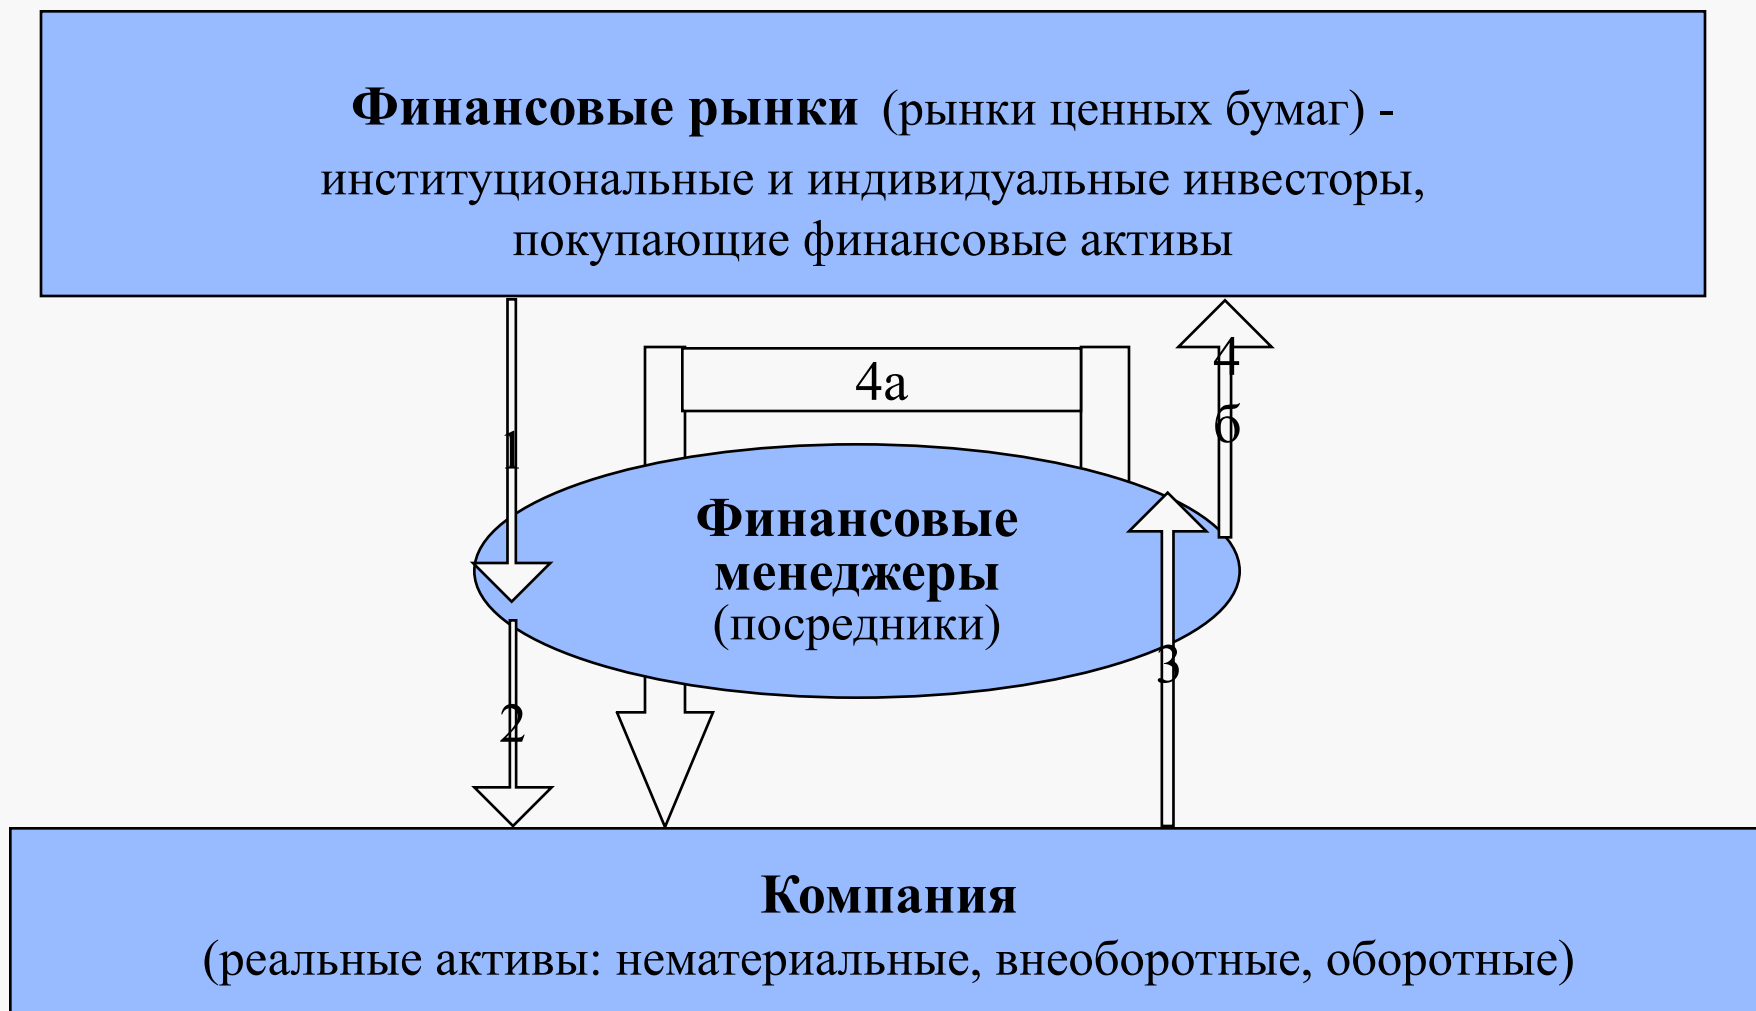 Финансовые рынки (рынки ценных бумаг) -
институциональные и индивидуальные инвесторы,
покупающие финансовые активы
4а
4
б
1
Финансовые
менеджеры
(посредники)
3
2
Компания
(реальные активы: нематериальные, внеоборотные, оборотные)